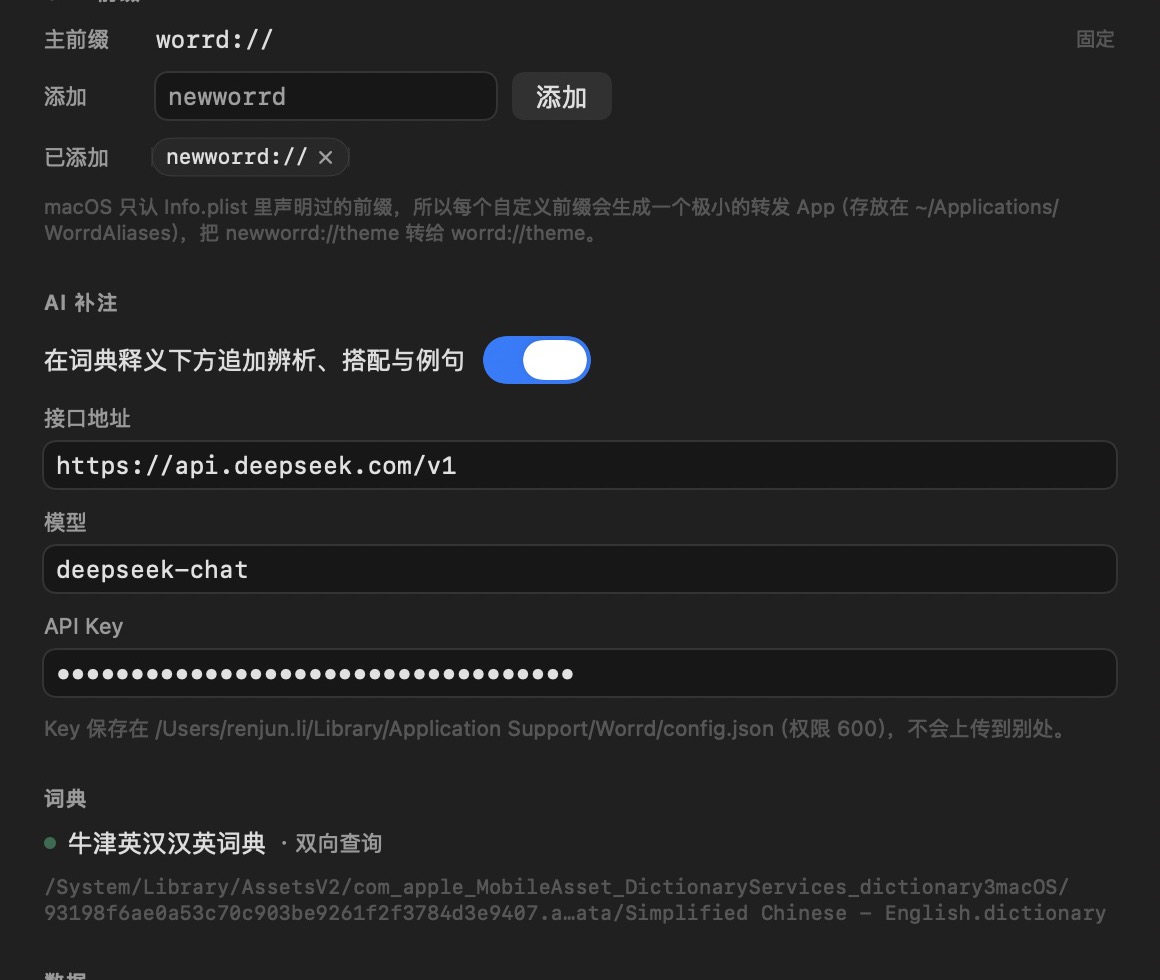 主前缀 worrd:// 固定
添加 newworrd 添加
已添加 newworrd:// ×
macOS 只认 Info.plist 里声明过的前缀，所以每个自定义前缀会生成一个极小的转发 App (存放在 ~/Applications/
WorrdAliases)，把 newworrd://theme 转给 worrd://theme。
AI 补注
在词典释义下方追加辨析、搭配与例句
接口地址
https://api.deepseek.com/v1
模型
deepseek-chat
API Key
•••••••••••••••••••••••••••••••••••
Key 保存在 /Users/renjun.li/Library/Application Support/Worrd/config.json (权限 600)，不会上传到别处。
词典
牛津英汉汉英词典 · 双向查询
/System/Library/AssetsV2/com_apple_MobileAsset_DictionaryServices_dictionary3macOS/
93198f6ae0a53c70c903be9261f2f3784d3e9407.a…ata/Simplified Chinese – English.dictionary